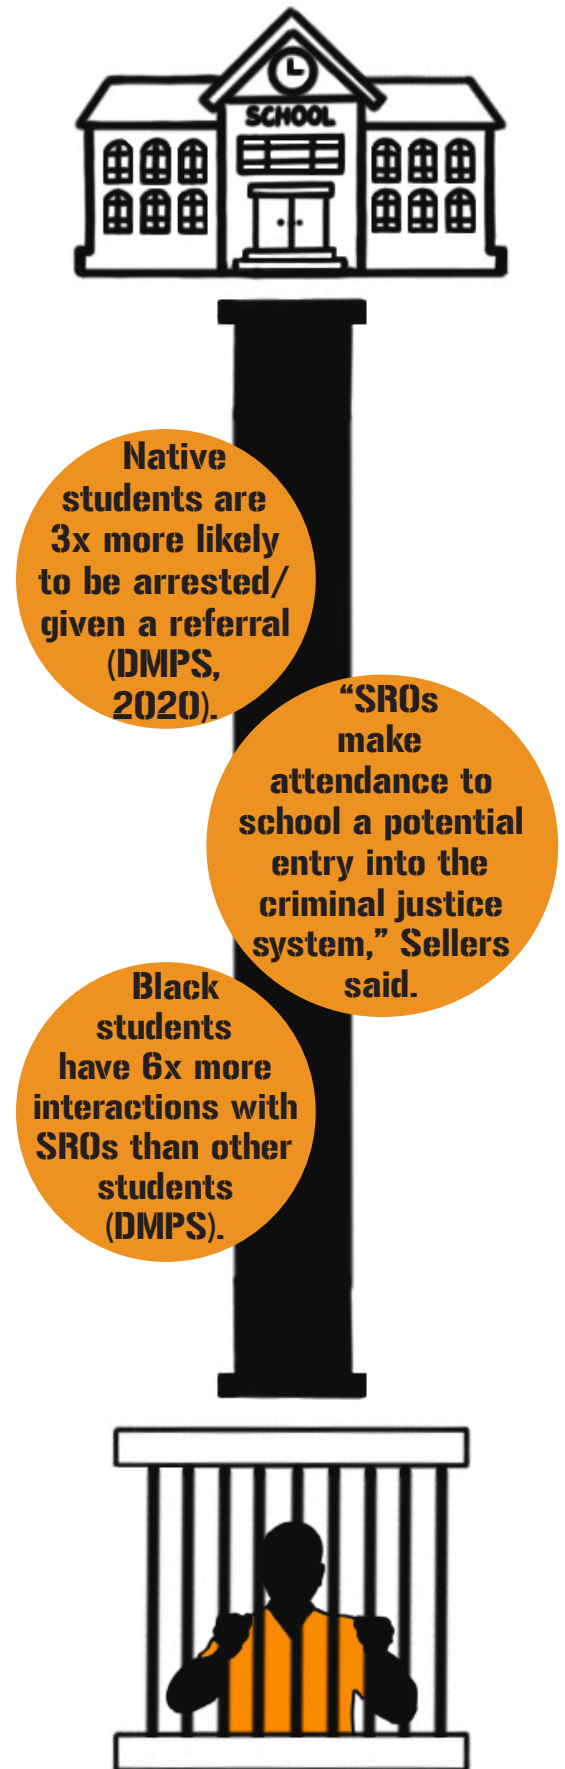 SCHOOL
Native
students are
3x more likely
to be arrested/
given a referral
(DMPS,
2020).
“SROs
make
attendance to
school a potential
entry into the
criminal justice
system,” Sellers
said.
Black
students
have 6x more
interactions with
SROs than other
students
(DMPS).